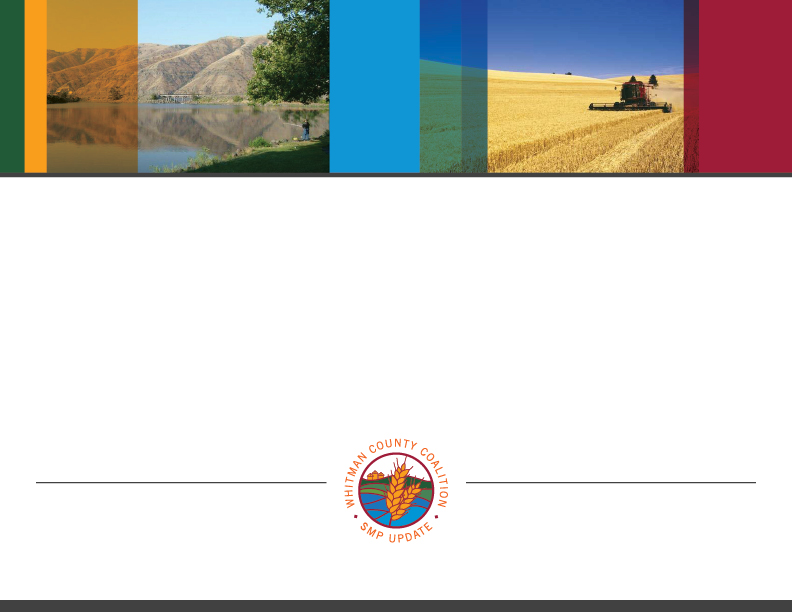 WHITMAN COUNTY COALITION
• SMP UPDATE •